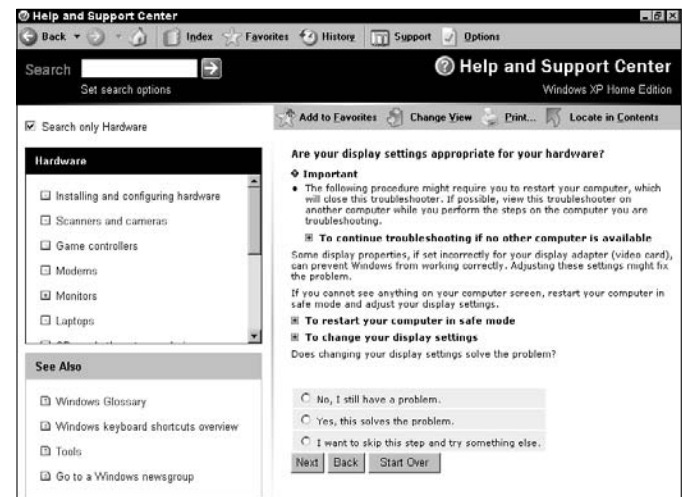 Help and Support Center
Back Index Favorites History Support Options
Search
Set search options
Help and Support Center
Windows XP Home Edition
Add to Favorites Change View Print... Locate in Contents
Search only Hardware
Hardware
Installing and configuring hardware
Scanners and cameras
Game controllers
Modems
Monitors
Laptops
See Also
Windows Glossary
Windows keyboard shortcuts overview
Tools
Go to a Windows newsgroup
Are your display settings appropriate for your hardware?
Important
The following procedure might require you to restart your computer, which
will close this troubleshooter. If possible, view this troubleshooter on
another computer while you perform the steps on the computer you are
troubleshooting.
To continue troubleshooting if no other computer is available
Some display properties, if set incorrectly for your display adapter (video card),
can prevent Windows from working correctly. Adjusting these settings might fix
the problem.
If you cannot see anything on your computer screen, restart your computer in
safe mode and adjust your display settings.
To restart your computer in safe mode
To change your display settings
Does changing your display settings solve the problem?
No, I still have a problem.
Yes, this solves the problem.
I want to skip this step and try something else.
Next Back Start Over